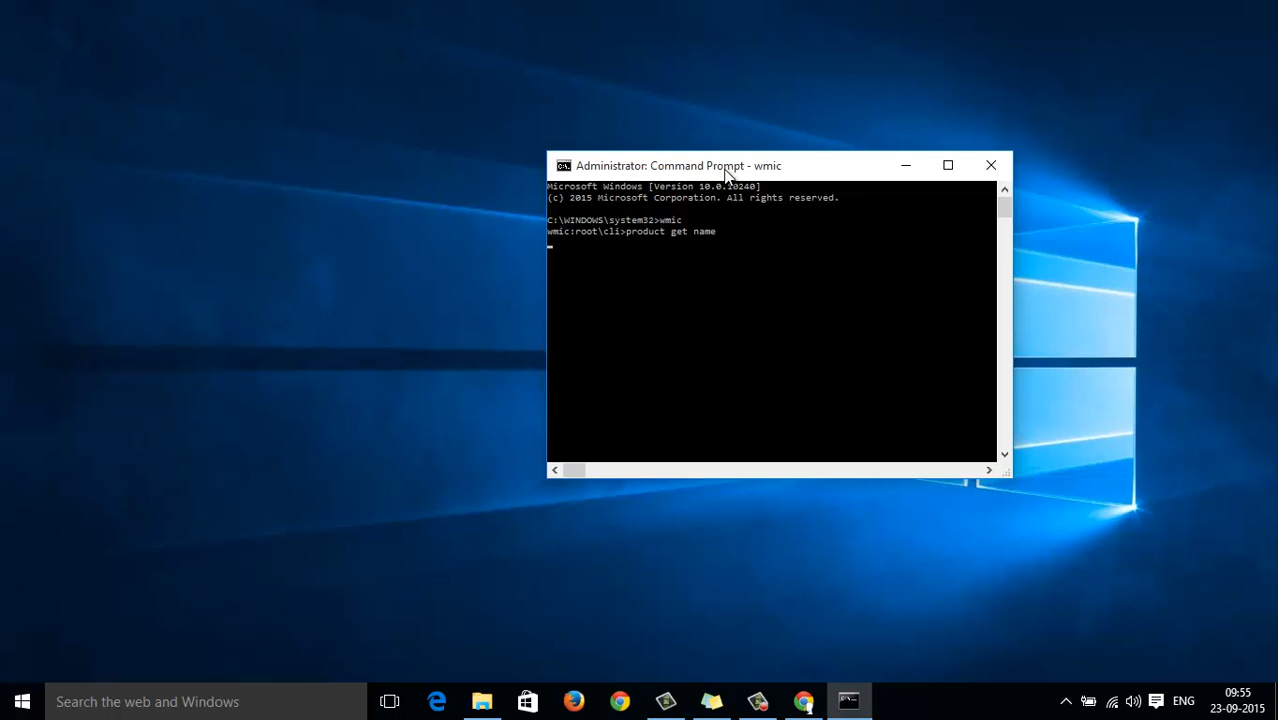 Administrator: Command Prompt - wmic
Microsoft Windows [Version 10.0.10240]
(c) 2015 Microsoft Corporation. All rights reserved.
C:\WINDOWS\system32>wmic
wmic:root\cli>product get name
Search the web and Windows
ENG
09:55
23-09-2015